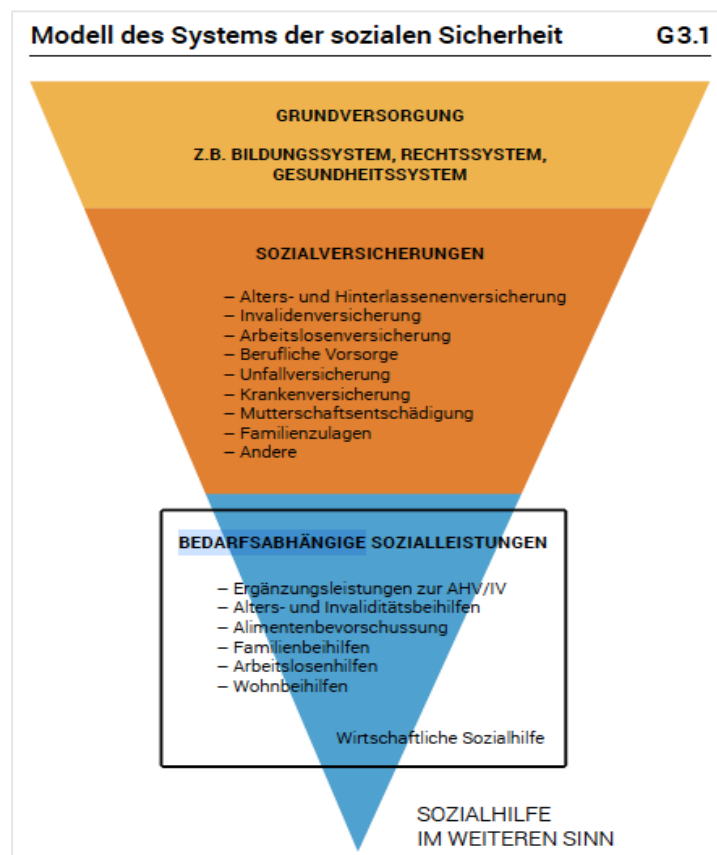 Modell des Systems der sozialen Sicherheit G3.1
GRUNDVERSORGUNG
Z.B. BILDUNGSSYSTEM, RECHTSSYSTEM,
GESUNDHEITSSYSTEM
SOZIALVERSICHERUNGEN
– Alters- und Hinterlassenenversicherung
– Invalidenversicherung
– Arbeitslosenversicherung
– Berufliche Vorsorge
– Unfallversicherung
– Krankenversicherung
– Mutterschaftsentschädigung
– Familienzulagen
– Andere
BEDARFSABHÄNGIGE SOZIALLEISTUNGEN
– Ergänzungsleistungen zur AHV/IV
– Alters- und Invaliditätsbeihilfen
– Alimentenbevorschussung
– Familienbeihilfen
– Arbeitslosenhilfen
– Wohnbeihilfen
Wirtschaftliche Sozialhilfe
SOZIALHILFE
IM WEITEREN SINN